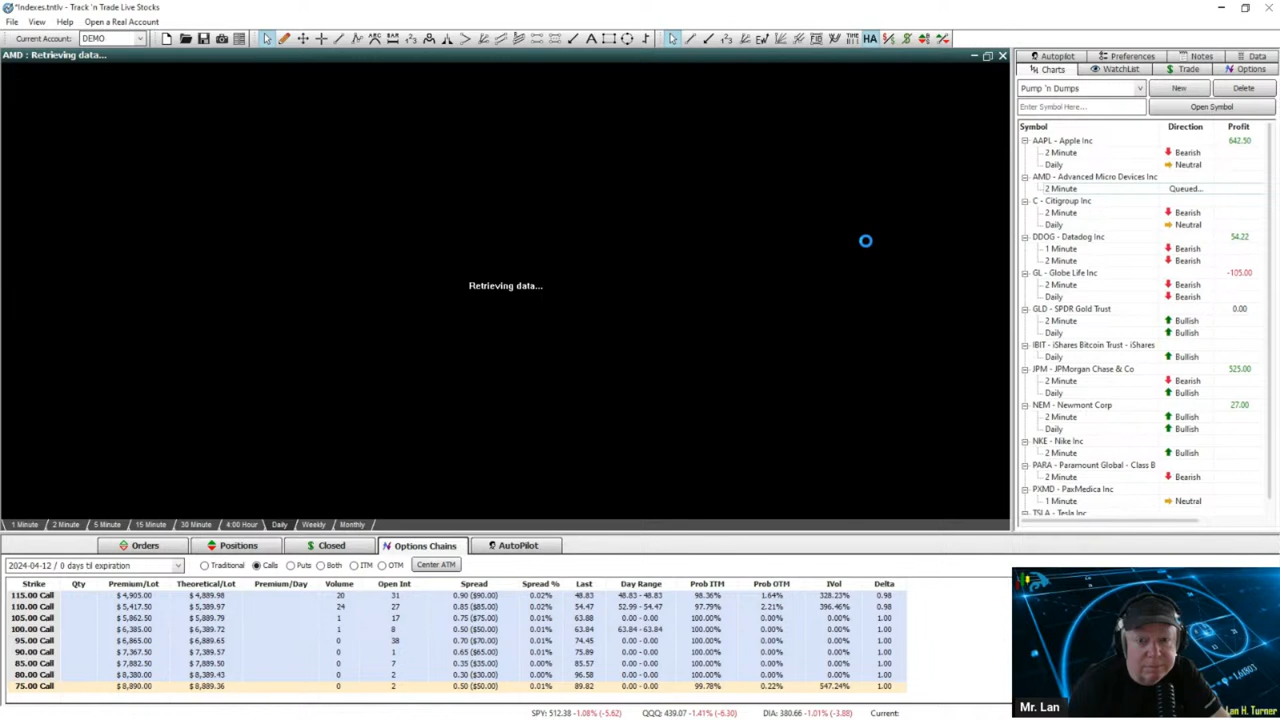 *Indexes.tntlv - Track 'n Trade Live Stocks
File View Help Open a Real Account
Current Account: DEMO
AMD : Retrieving data...
Retrieving data...
1 Minute 2 Minute 5 Minute 15 Minute 30 Minute 4:00 Hour Daily Weekly Monthly
Autopilot Preferences Notes Data
Charts WatchList Trade Options
Pump 'n Dumps New Delete
Enter Symbol Here... Open Symbol
Symbol Direction Profit
AAPL - Apple Inc 642.50
2 Minute Bearish
Daily Neutral
AMD - Advanced Micro Devices Inc
2 Minute Queued...
C - Citigroup Inc
2 Minute Bearish
Daily Neutral
DDOG - Datadog Inc 54.22
1 Minute Bearish
2 Minute Bearish
GL - Globe Life Inc -105.00
2 Minute Bearish
Daily Bearish
GLD - SPDR Gold Trust 0.00
2 Minute Bullish
Daily Bullish
IBIT - iShares Bitcoin Trust - iShares
Daily Bullish
JPM - JPMorgan Chase & Co 525.00
2 Minute Bearish
Daily Bullish
NEM - Newmont Corp 27.00
2 Minute Bullish
Daily Bullish
NKE - Nike Inc
2 Minute Bullish
PARA - Paramount Global - Class B
2 Minute Bearish
PXMD - PaxMedica Inc
1 Minute Neutral
TSLA - Tesla Inc
Orders Positions Closed Options Chains AutoPilot
2024-04-12 / 0 days til expiration Traditional Calls Puts Both ITM OTM Center ATM
Strike Qty Premium/Lot Theoretical/Lot Premium/Day Volume Open Int Spread Spread % Last Day Range Prob ITM Prob OTM IVol Delta
115.00 Call $ 4,905.00 $ 4,889.98 20 31 0.90 ($90.00) 0.02% 48.83 48.83 - 48.83 98.36% 1.64% 328.23% 0.98
110.00 Call $ 5,417.50 $ 5,389.97 24 27 0.85 ($85.00) 0.02% 54.47 52.99 - 54.47 97.79% 2.21% 396.46% 0.98
105.00 Call $ 5,862.50 $ 5,889.79 1 17 0.75 ($75.00) 0.01% 63.88 0.00 - 0.00 100.00% 0.00% 0.00% 1.00
100.00 Call $ 6,385.00 $ 6,389.72 1 8 0.50 ($50.00) 0.01% 63.84 63.84 - 63.84 100.00% 0.00% 0.00% 1.00
95.00 Call $ 6,865.00 $ 6,889.65 0 38 0.70 ($70.00) 0.01% 74.45 0.00 - 0.00 100.00% 0.00% 0.00% 1.00
90.00 Call $ 7,367.50 $ 7,389.57 0 1 0.65 ($65.00) 0.01% 75.89 0.00 - 0.00 100.00% 0.00% 0.00% 1.00
85.00 Call $ 7,882.50 $ 7,889.50 0 7 0.35 ($35.00) 0.00% 85.57 0.00 - 0.00 100.00% 0.00% 0.00% 1.00
80.00 Call $ 8,380.00 $ 8,389.43 0 2 0.30 ($30.00) 0.00% 96.58 0.00 - 0.00 100.00% 0.00% 0.00% 1.00
75.00 Call $ 8,890.00 $ 8,889.36 0 2 0.50 ($50.00) 0.01% 89.82 0.00 - 0.00 99.78% 0.22% 547.24% 1.00
SPY: 512.38 -1.08% (-5.62) QQQ: 439.07 -1.41% (-6.30) DIA: 380.66 -1.01% (-3.88) Current:
Mr. Lan
Lan H. Turner